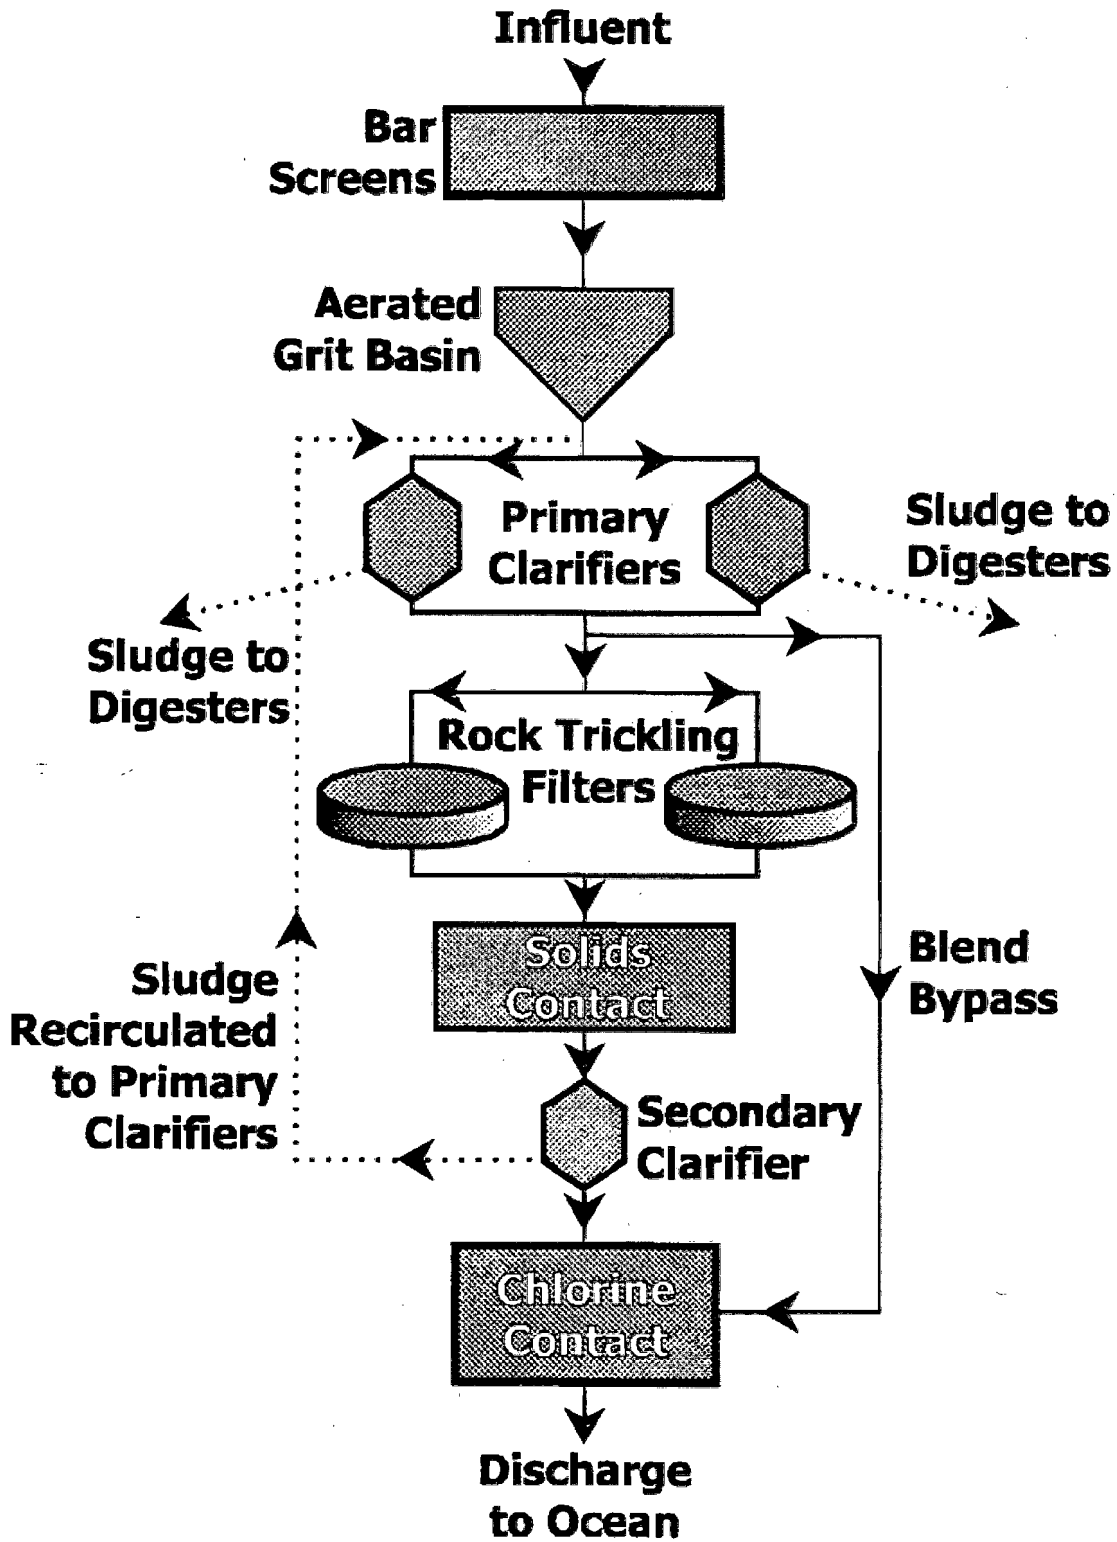 Influent
Bar
Screens
Aerated
Grit Basin
Primary
Clarifiers
Sludge to
Digesters
Sludge to
Digesters
Rock Trickling
Filters
Solids
Contact
Blend
Bypass
Sludge
Recirculated
to Primary
Clarifiers
Secondary
Clarifier
Chlorine
Contact
Discharge
to Ocean